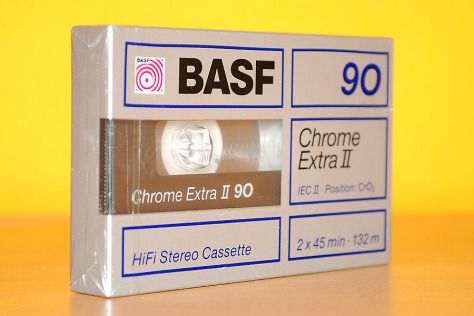 BASF
BASF
90
Chrome Extra II 90
Chrome
Extra II
IEC II · Position: CrO₂
HiFi Stereo Cassette
2 x 45 min · 132 m